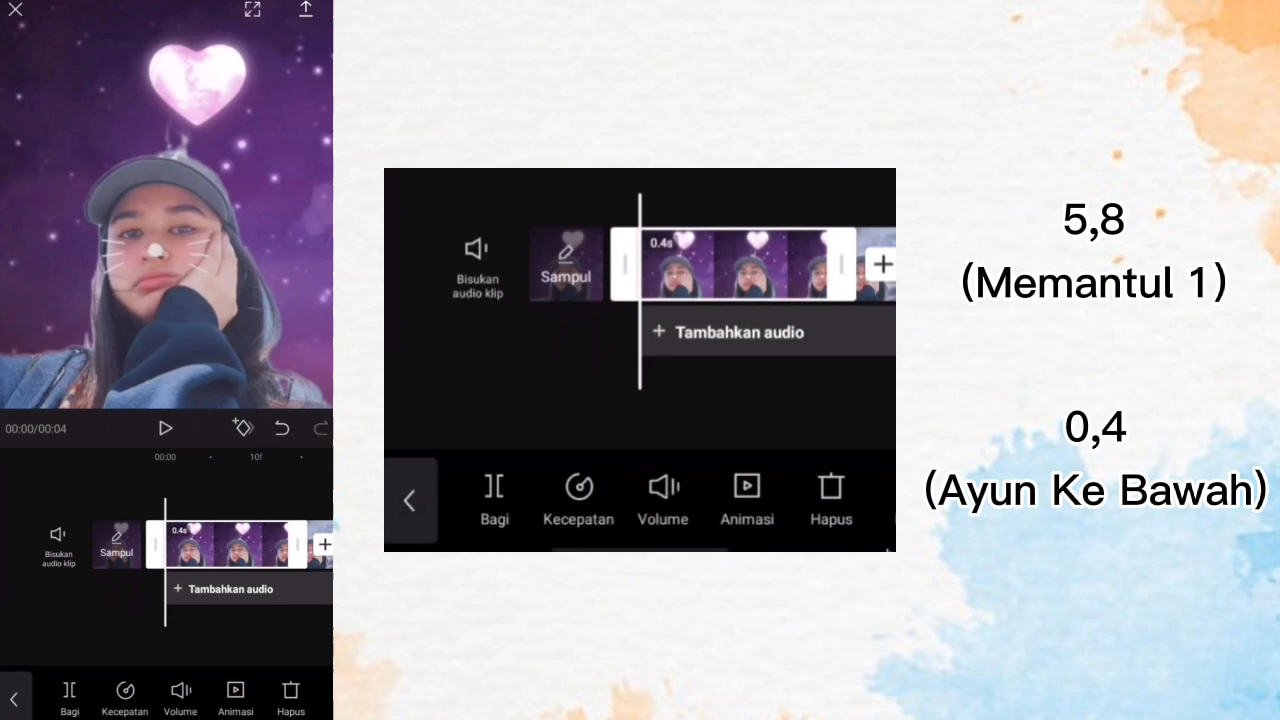 00:00/00:04
00:00
10f
Bisukan
audio klip
Sampul
0.4s
+ Tambahkan audio
Bagi
Kecepatan
Volume
Animasi
Hapus
Bisukan
audio klip
Sampul
0.4s
+ Tambahkan audio
Bagi
Kecepatan
Volume
Animasi
Hapus
5,8
(Memantul 1)
0,4
(Ayun Ke Bawah)